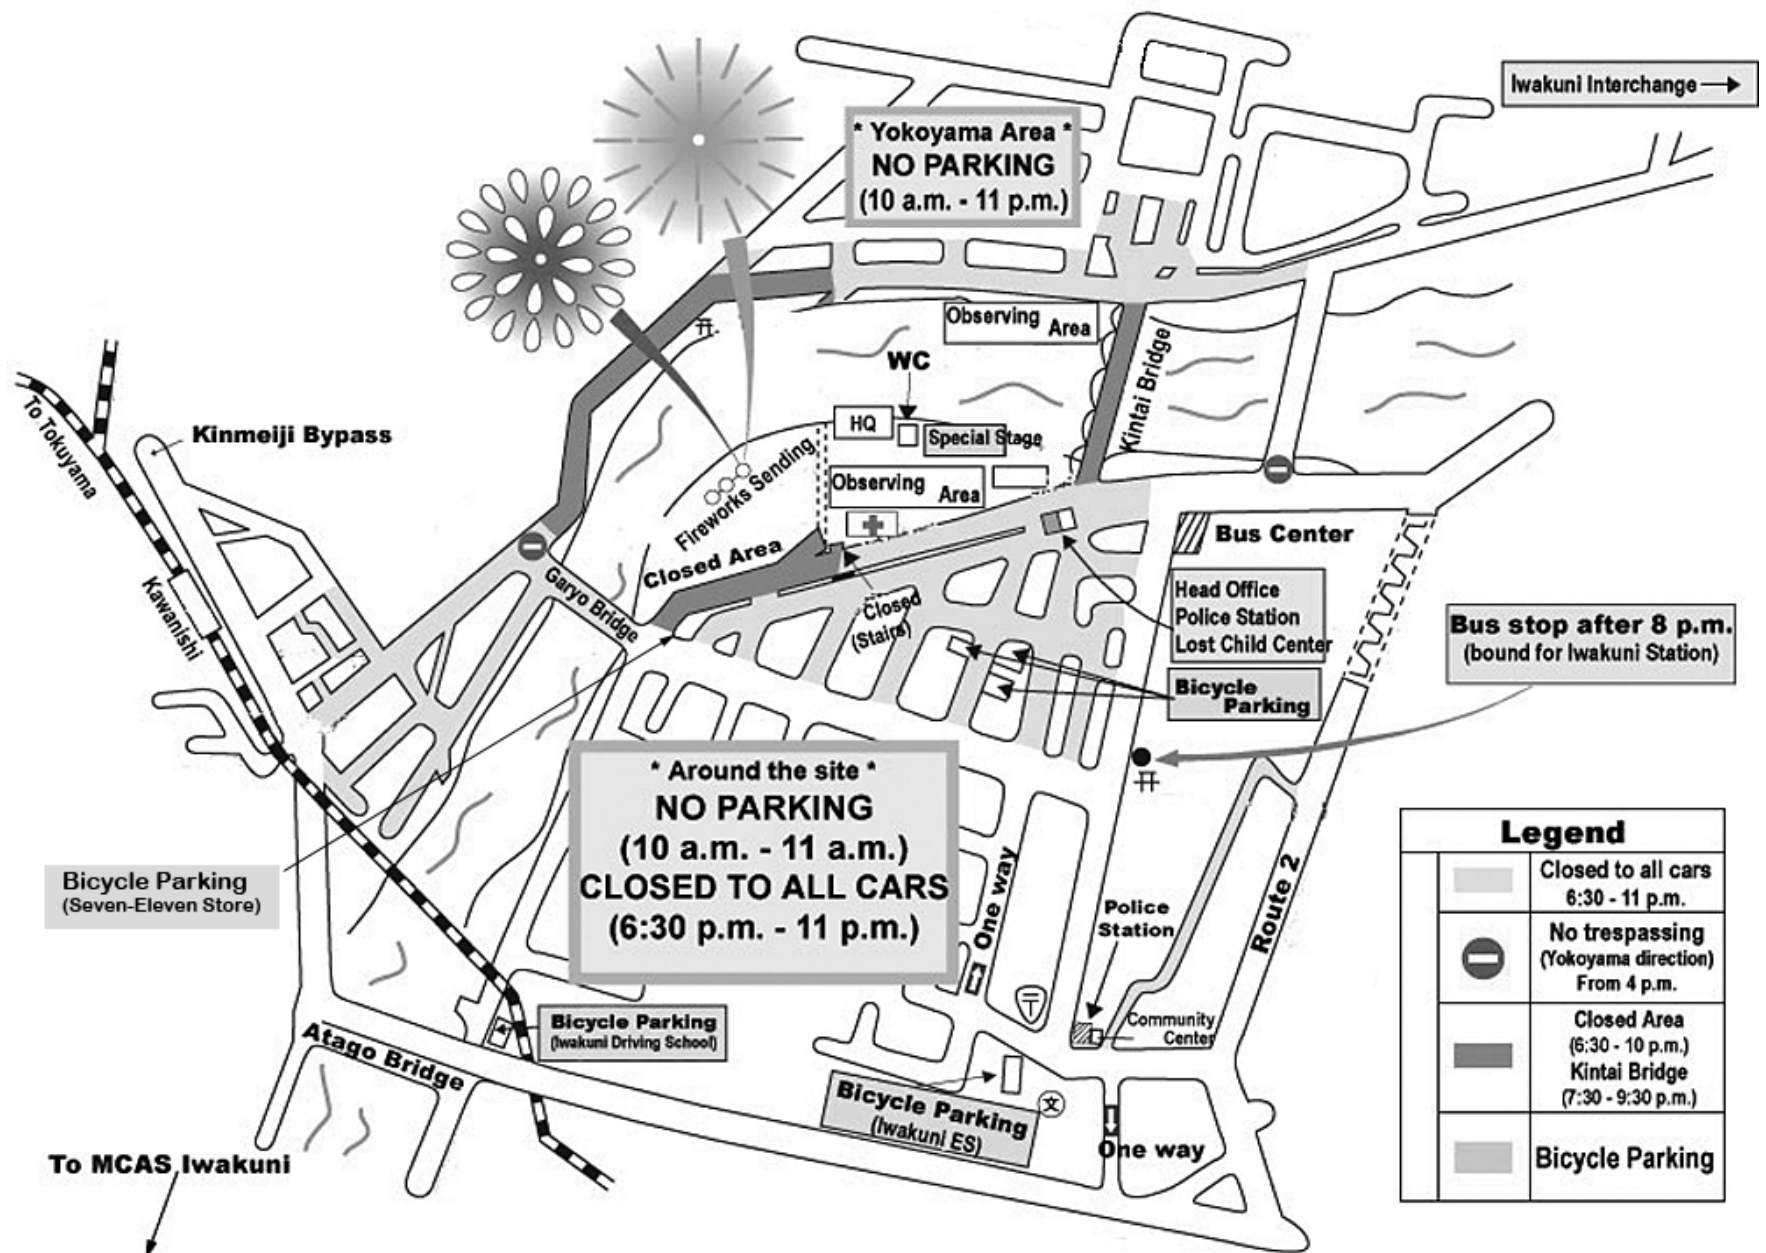 Iwakuni Interchange
* Yokoyama Area *
NO PARKING
(10 a.m. - 11 p.m.)
Observing
Area
WC
Kintai Bridge
HQ
Special Stage
To Tokuyama
Kinmeiji Bypass
Fireworks Sending
Observing
Area
Bus Center
Closed Area
Kawanishi
Garyo Bridge
Closed
(Stairs)
Head Office
Police Station
Lost Child Center
Bus stop after 8 p.m.
(bound for Iwakuni Station)
Bicycle
Parking
* Around the site *
NO PARKING
(10 a.m. - 11 a.m.)
CLOSED TO ALL CARS
(6:30 p.m. - 11 p.m.)
Bicycle Parking
(Seven-Eleven Store)
One way
Police
Station
Route 2
Legend
Closed to all cars
6:30 - 11 p.m.
No trespassing
(Yokoyama direction)
From 4 p.m.
Closed Area
(6:30 - 10 p.m.)
Kintai Bridge
(7:30 - 9:30 p.m.)
Bicycle Parking
〒
Community
Center
Bicycle Parking
(Iwakuni Driving School)
Atago Bridge
Bicycle Parking
(Iwakuni ES)
文
One way
To MCAS Iwakuni